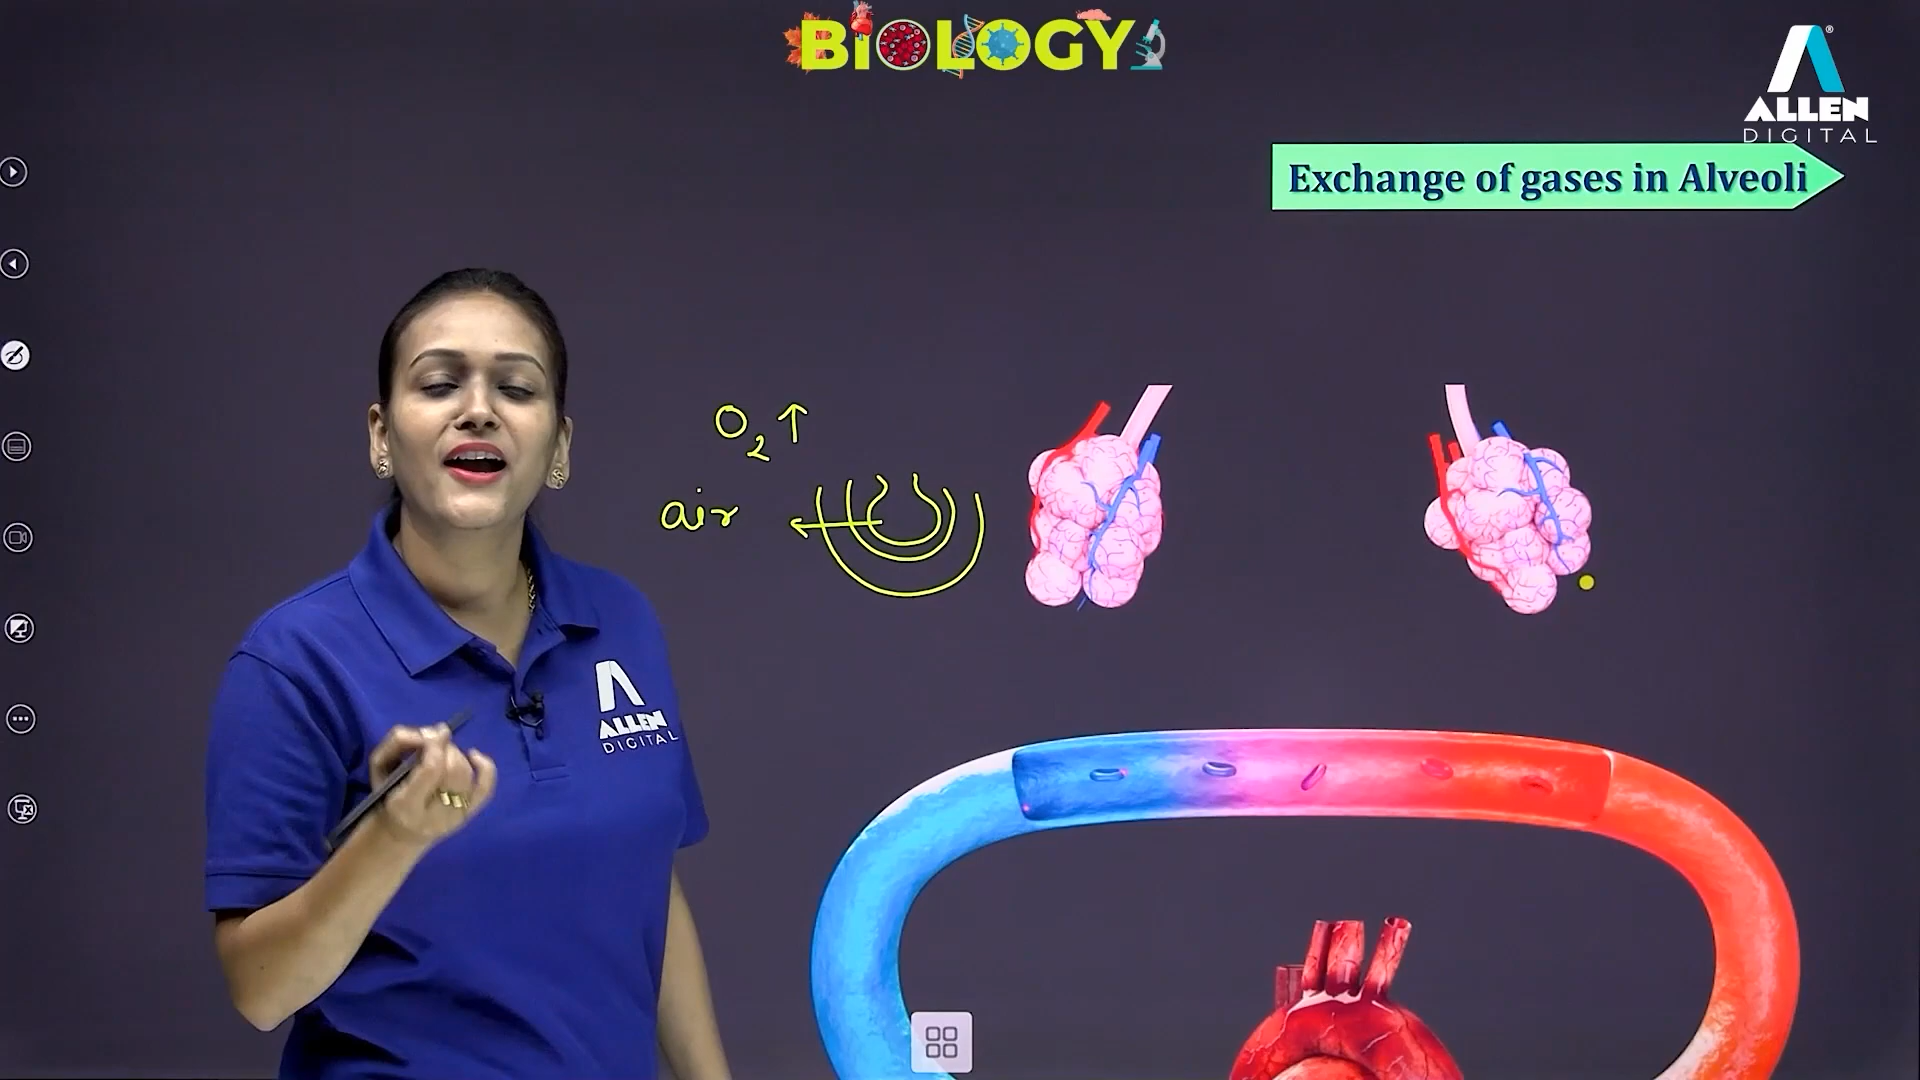 BIOLOGY
ALLEN
DIGITAL
Exchange of gases in Alveoli
O₂↑
air
ALLEN
DIGITAL